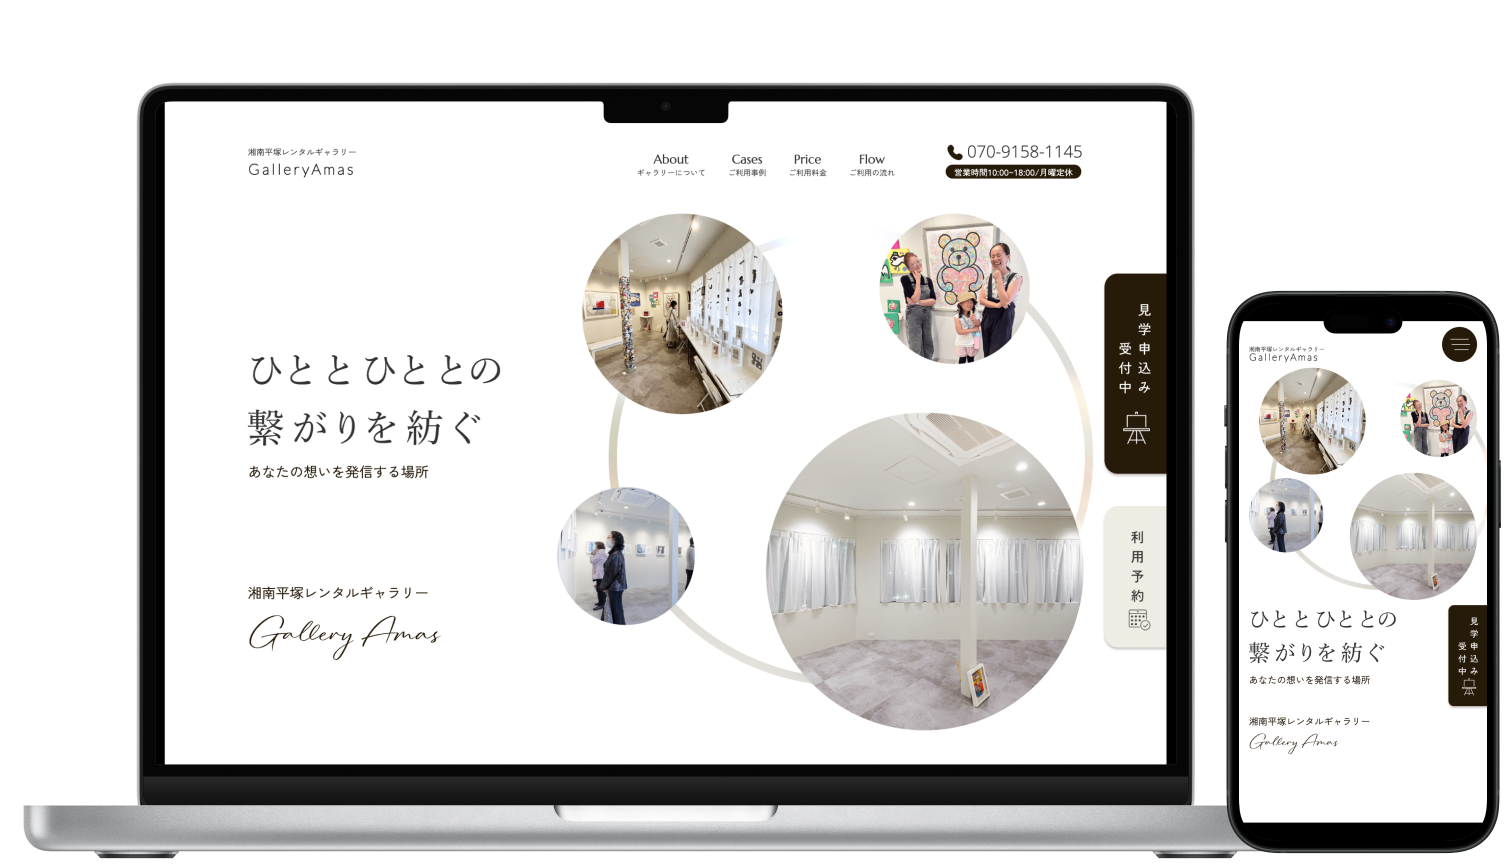 湘南平塚レンタルギャラリー
GalleryAmas
About
ギャラリーについて
Cases
ご利用事例
Price
ご利用料金
Flow
ご利用の流れ
070-9158-1145
営業時間10:00~18:00/月曜定休
ひとと ひととの
繋がりを紡ぐ
あなたの想いを発信する場所
湘南平塚レンタルギャラリー
Gallery Amas
見学申込み
受付中
利用予約
湘南平塚レンタルギャラリー
GalleryAmas
ひとと ひととの
繋がりを紡ぐ
あなたの想いを発信する場所
湘南平塚レンタルギャラリー
Gallery Amas
見学申込み
受付中